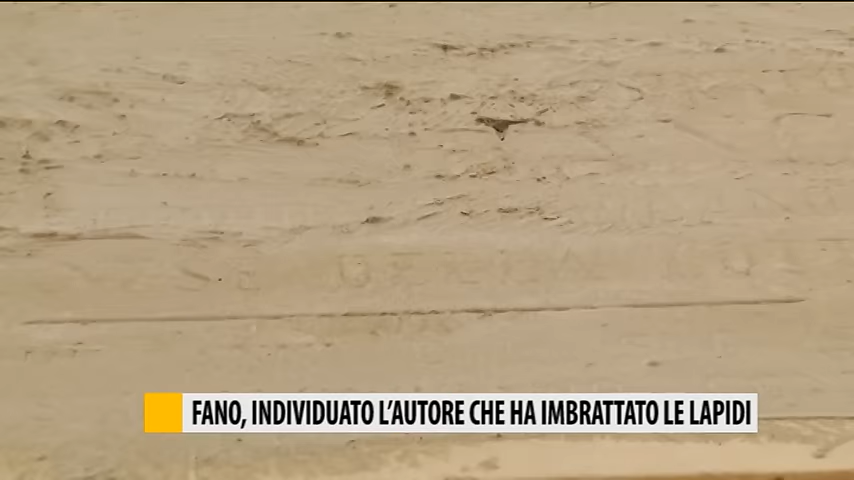 FANO, INDIVIDUATO L'AUTORE CHE HA IMBRATTATO LE LAPIDI